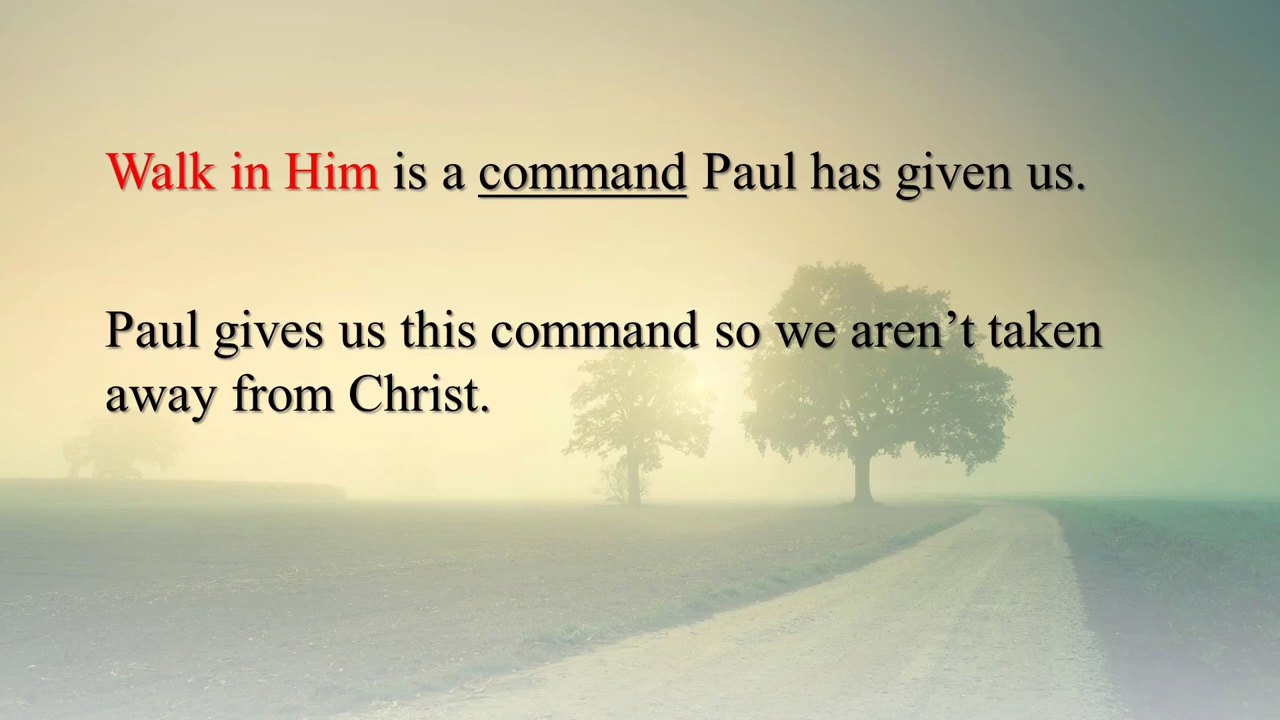 Walk in Him is a command Paul has given us.
Paul gives us this command so we aren’t taken
away from Christ.